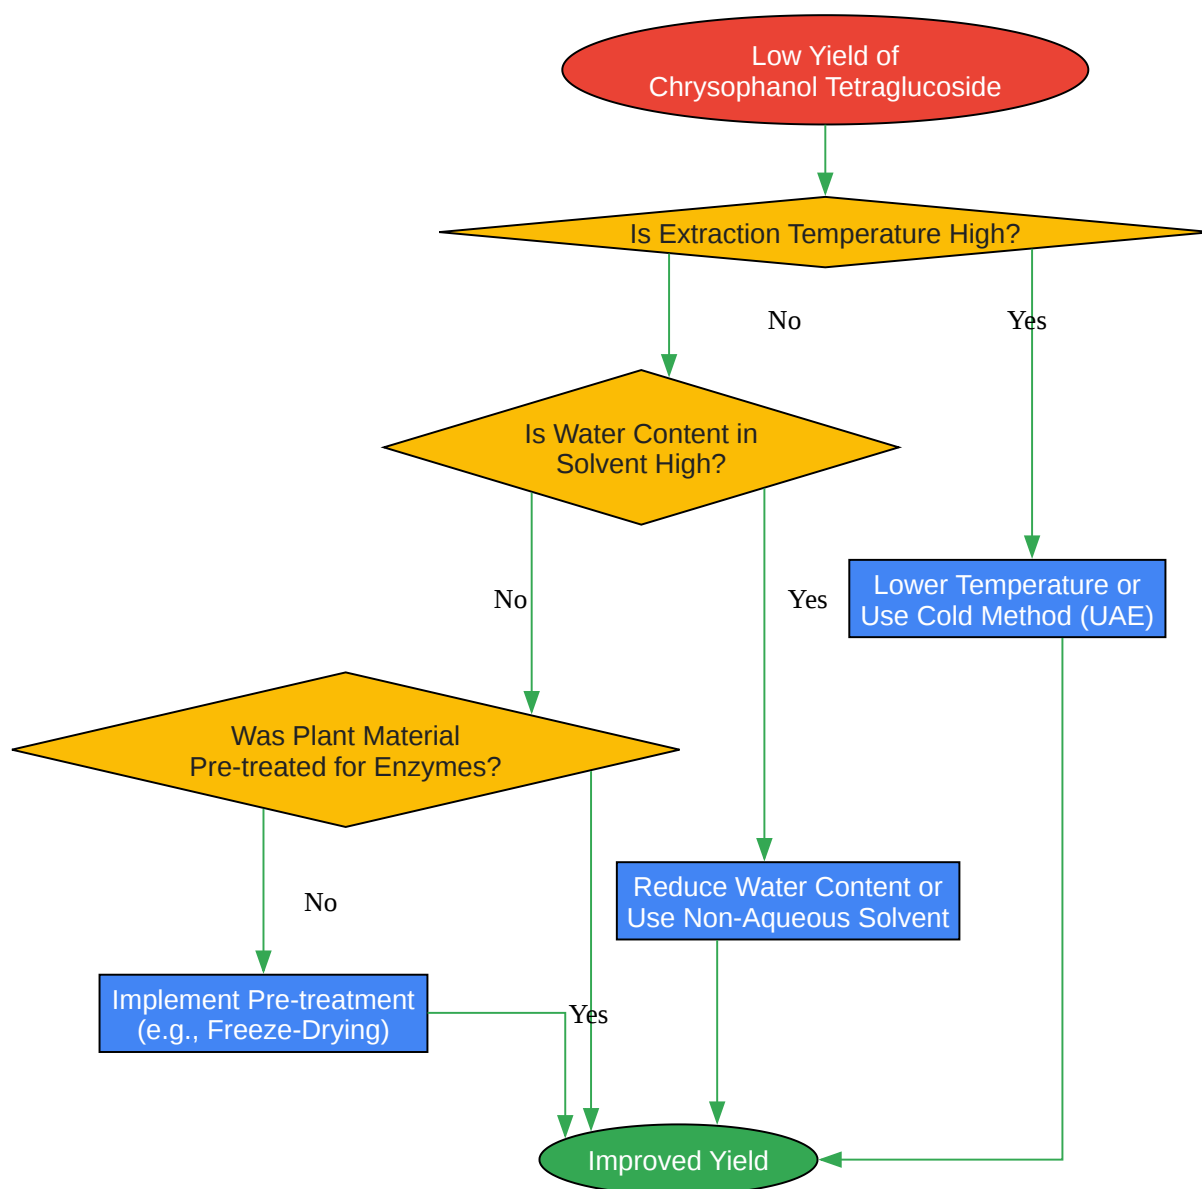 Low Yield of
Chrysophanol Tetraglucoside
Is Extraction Temperature High?
No
Yes
Is Water Content in
Solvent High?
No
Yes
Lower Temperature or
Use Cold Method (UAE)
Was Plant Material
Pre-treated for Enzymes?
No
Reduce Water Content or
Use Non-Aqueous Solvent
Implement Pre-treatment
(e.g., Freeze-Drying)
Yes
Improved Yield